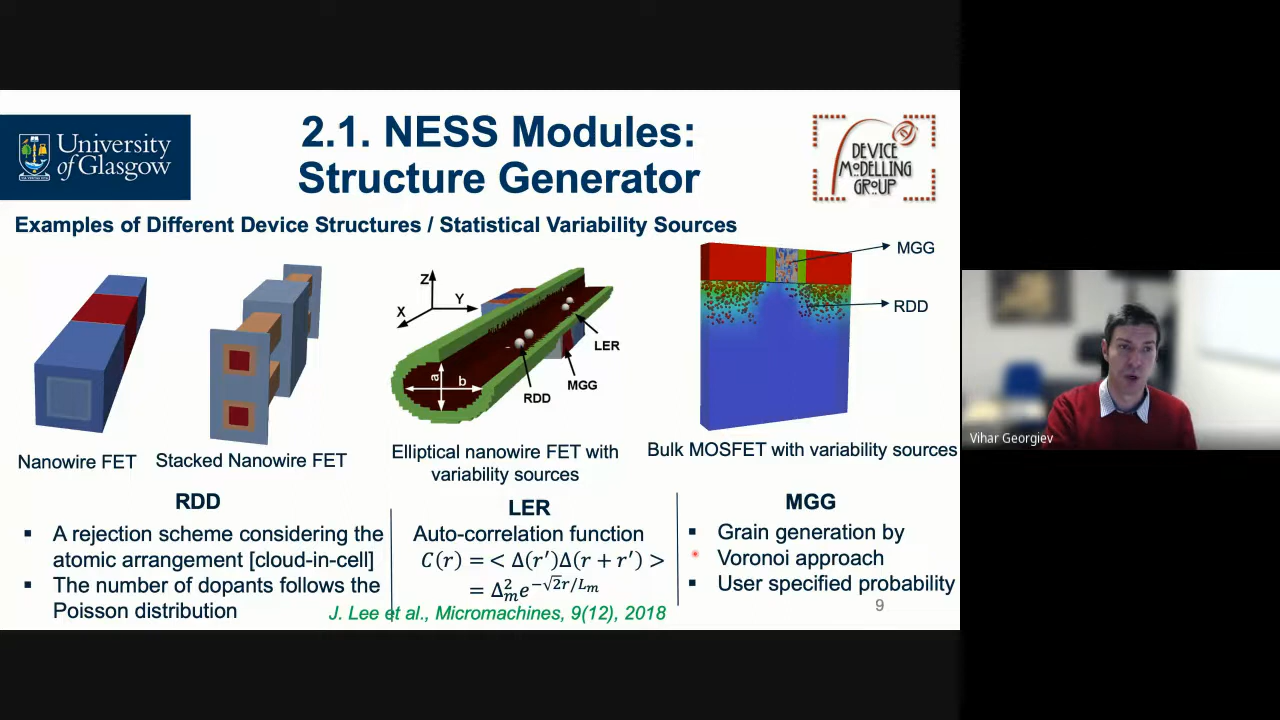 University
of Glasgow
2.1. NESS Modules:
Structure Generator
DEVICE
MODELLING
GROUP
Examples of Different Device Structures / Statistical Variability Sources
Z
Y
X
a
b
RDD
MGG
LER
MGG
RDD
Nanowire FET
Stacked Nanowire FET
Elliptical nanowire FET with
variability sources
Bulk MOSFET with variability sources
RDD
▪ A rejection scheme considering the
atomic arrangement [cloud-in-cell]
▪ The number of dopants follows the
Poisson distribution
LER
Auto-correlation function
C(r) = < Δ(r′)Δ(r + r′) >
= Δ_m^2 e^{−√2r/L_m}
MGG
▪ Grain generation by
Voronoi approach
▪ User specified probability
J. Lee et al., Micromachines, 9(12), 2018
9
Vihar Georgiev